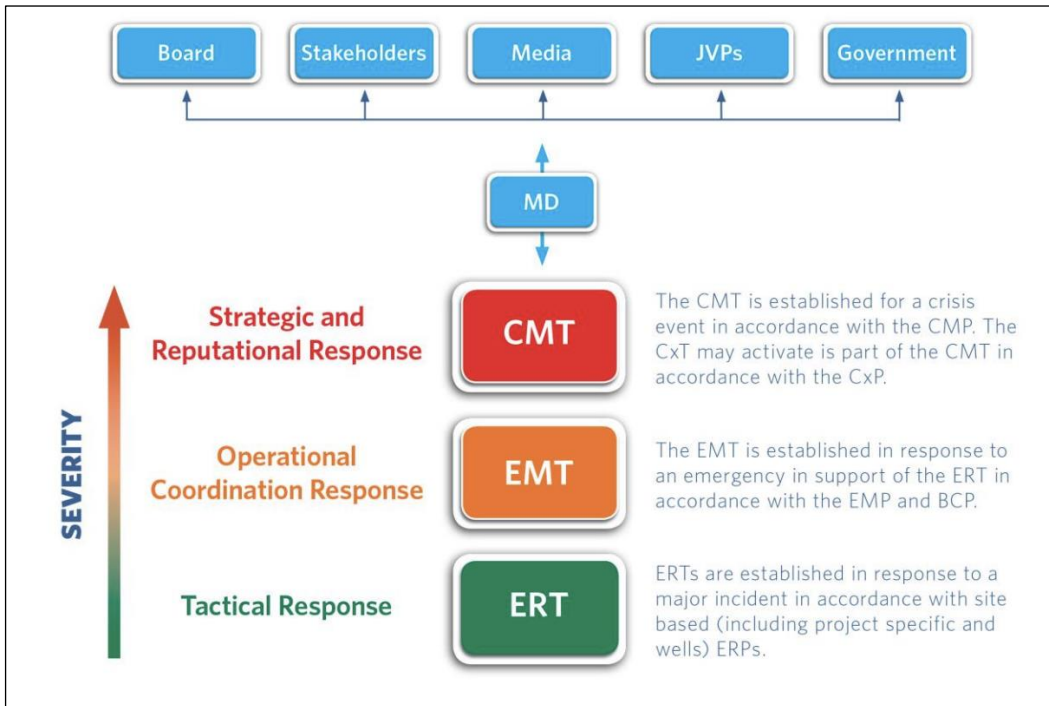 Board
Stakeholders
Media
JVPs
Government
MD
SEVERITY
Strategic and
Reputational Response
CMT
The CMT is established for a crisis
event in accordance with the CMP. The
CxT may activate is part of the CMT in
accordance with the CxP.
Operational
Coordination Response
EMT
The EMT is established in response to
an emergency in support of the ERT in
accordance with the EMP and BCP.
Tactical Response
ERT
ERTs are established in response to a
major incident in accordance with site
based (including project specific and
wells) ERPs.